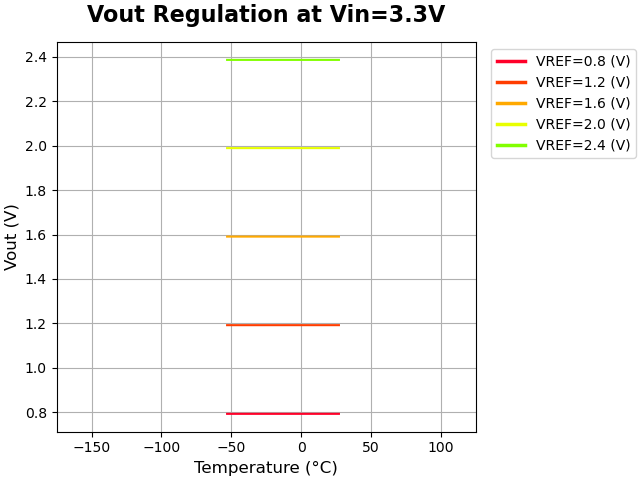 Vout Regulation at Vin=3.3V
2.4
2.2
2.0
1.8
1.6
1.4
1.2
1.0
0.8
Vout (V)
−150
−100
−50
0
50
100
Temperature (°C)
VREF=0.8 (V)
VREF=1.2 (V)
VREF=1.6 (V)
VREF=2.0 (V)
VREF=2.4 (V)